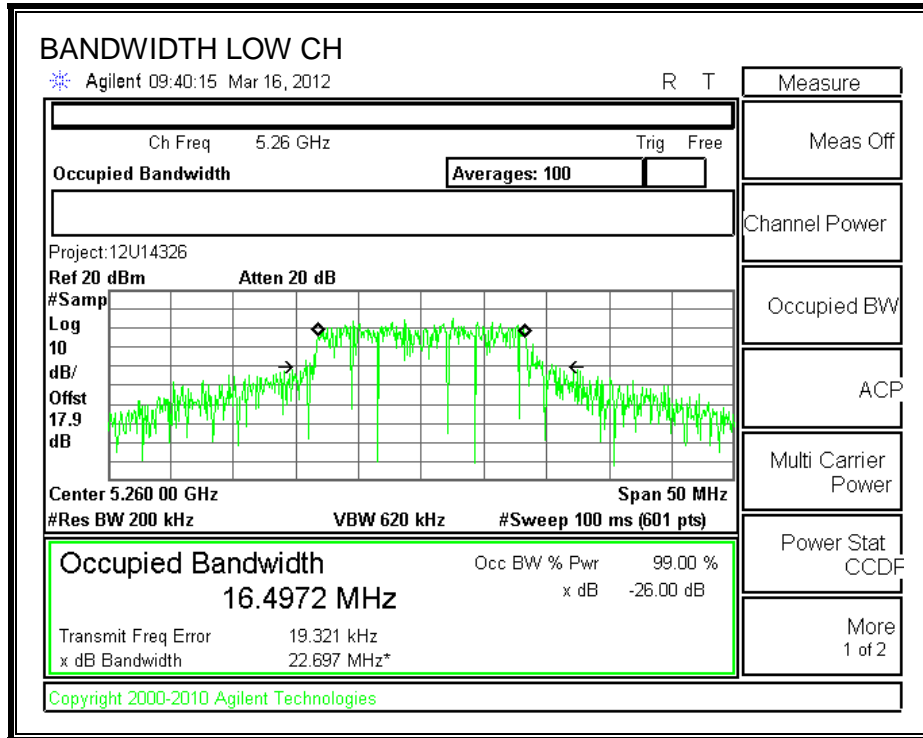 BANDWIDTH LOW CH
Agilent 09:40:15 Mar 16, 2012 R T
Measure
Ch Freq 5.26 GHz Trig Free
Meas Off
Occupied Bandwidth Averages: 100
Channel Power
Project:12U14326
Ref 20 dBm Atten 20 dB
#Samp
Log
10
dB/
Offst
17.9
dB
Occupied BW
ACP
Multi Carrier
Power
Center 5.260 00 GHz Span 50 MHz
#Res BW 200 kHz VBW 620 kHz #Sweep 100 ms (601 pts)
Power Stat
CCDF
Occupied Bandwidth Occ BW % Pwr 99.00 %
16.4972 MHz x dB -26.00 dB
Transmit Freq Error 19.321 kHz
x dB Bandwidth 22.697 MHz*
More
1 of 2
Copyright 2000-2010 Agilent Technologies